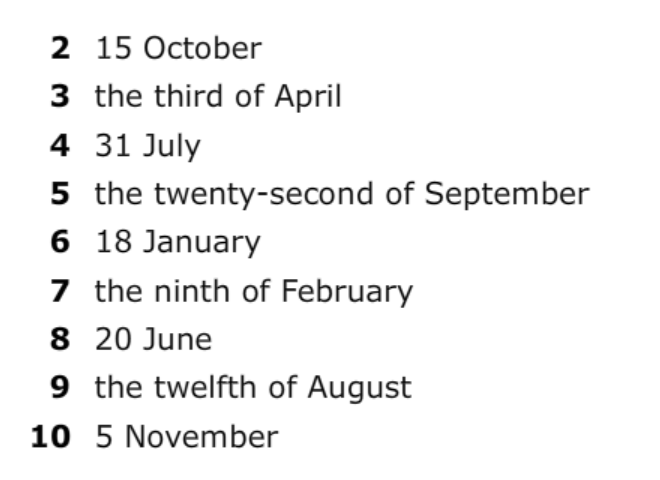 2 15 October
3 the third of April
4 31 July
5 the twenty-second of September
6 18 January
7 the ninth of February
8 20 June
9 the twelfth of August
10 5 November